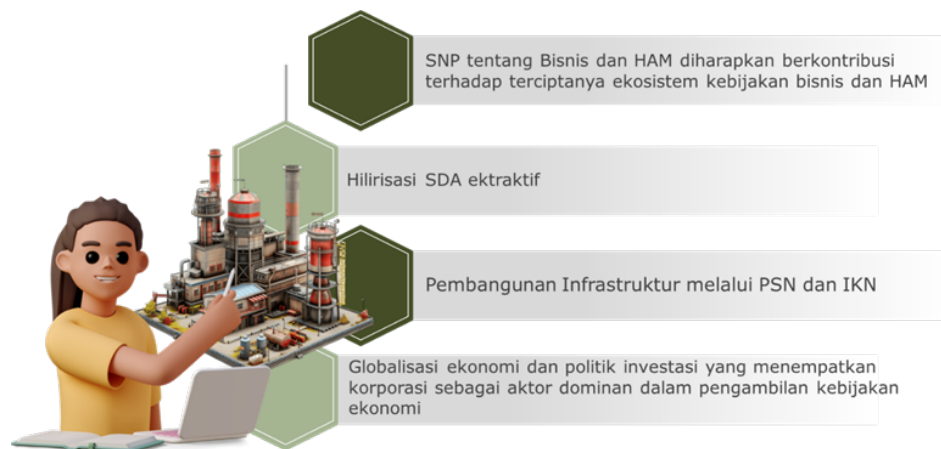 SNP tentang Bisnis dan HAM diharapkan berkontribusi
terhadap terciptanya ekosistem kebijakan bisnis dan HAM
Hilirisasi SDA ektraktif
Pembangunan Infrastruktur melalui PSN dan IKN
Globalisasi ekonomi dan politik investasi yang menempatkan
korporasi sebagai aktor dominan dalam pengambilan kebijakan
ekonomi